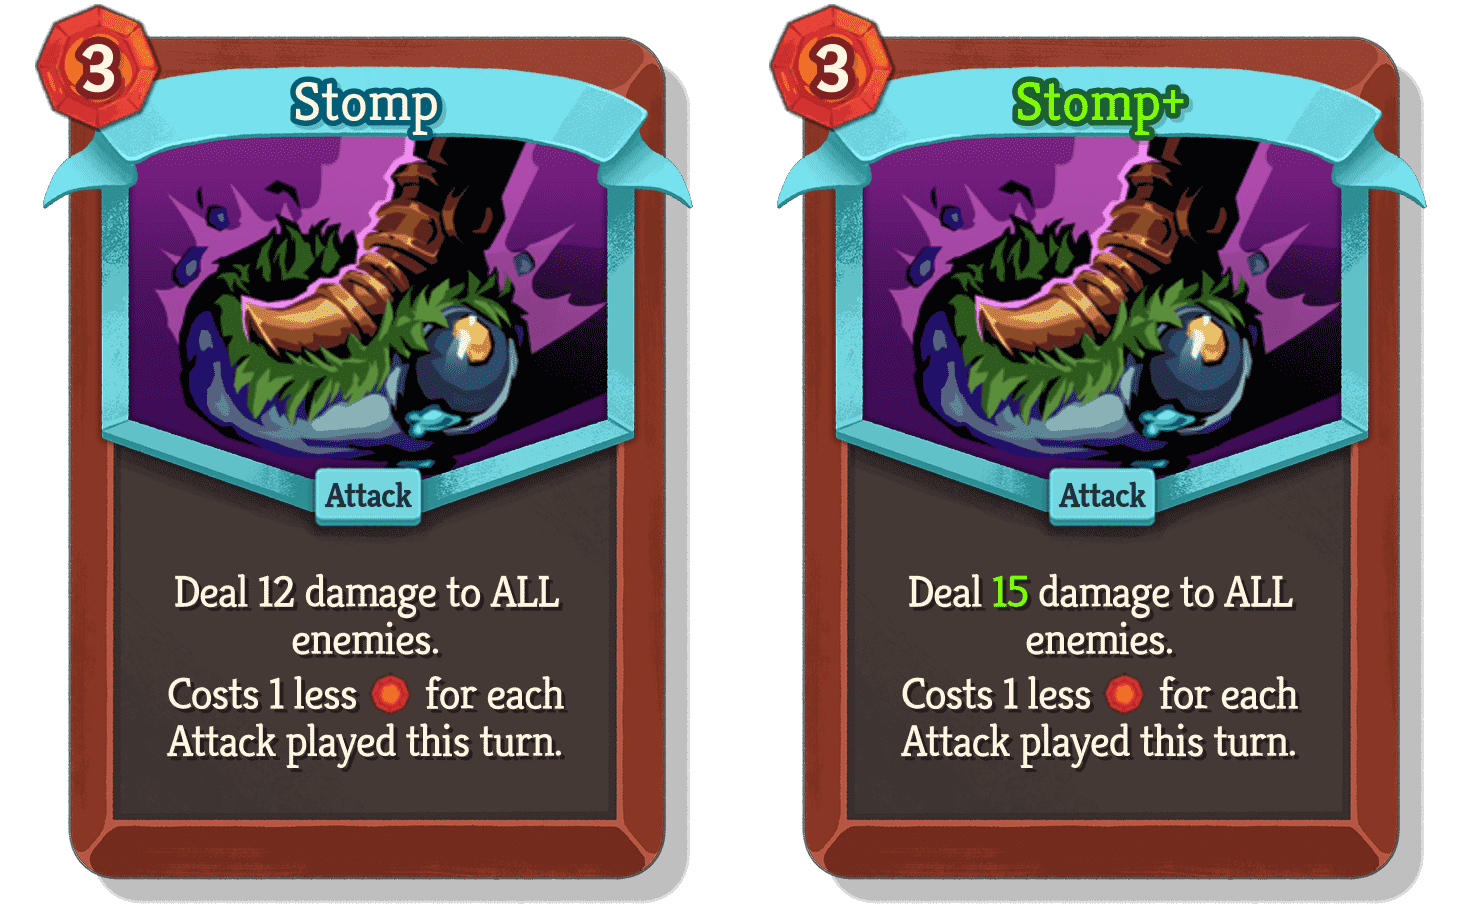 3
Stomp
Attack
Deal 12 damage to ALL
enemies.
Costs 1 less for each
Attack played this turn.
3
Stomp+
Attack
Deal 15 damage to ALL
enemies.
Costs 1 less for each
Attack played this turn.